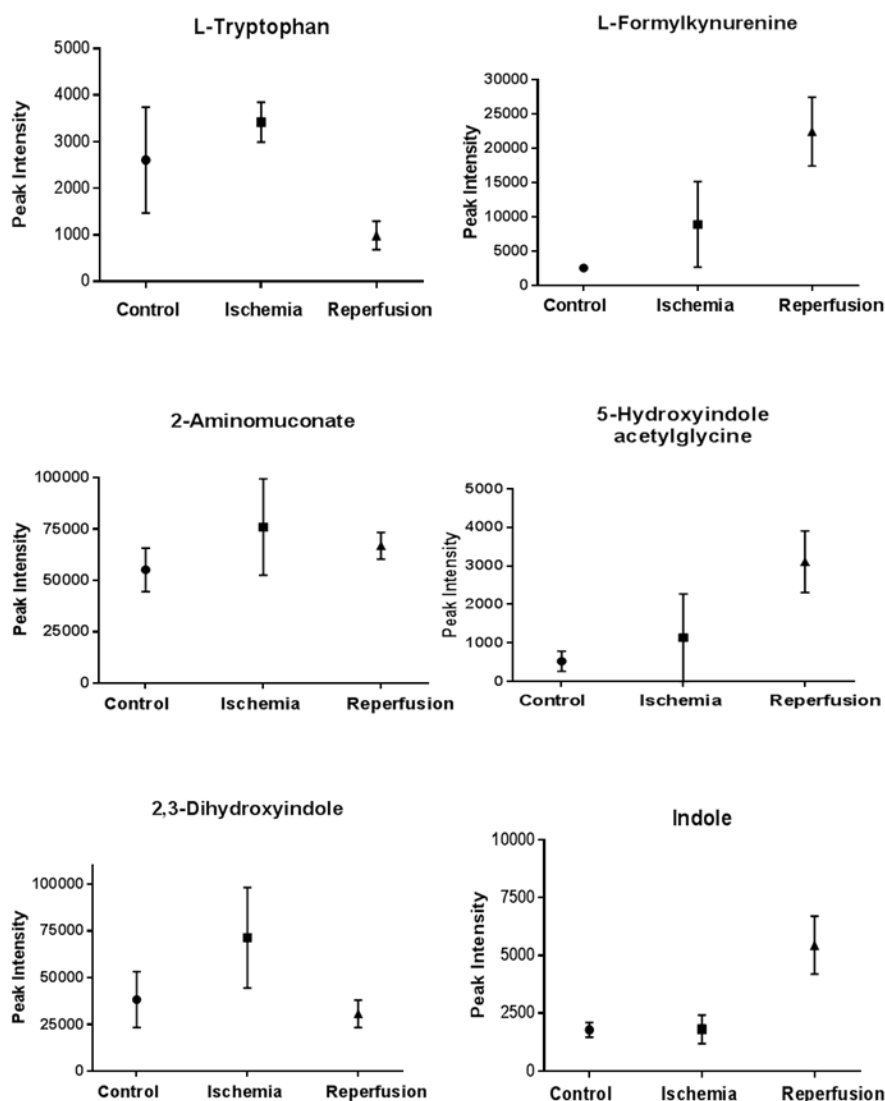 L-Tryptophan
Peak Intensity
5000
4000
3000
2000
1000
0
Control Ischemia Reperfusion
L-Formylkynurenine
Peak Intensity
30000
25000
20000
15000
10000
5000
0
Control Ischemia Reperfusion
2-Aminomuconate
Peak Intensity
100000
75000
50000
25000
0
Control Ischemia Reperfusion
5-Hydroxyindole
acetylglycine
Peak Intensity
5000
4000
3000
2000
1000
0
Control Ischemia Reperfusion
2,3-Dihydroxyindole
Peak Intensity
100000
75000
50000
25000
0
Control Ischemia Reperfusion
Indole
Peak Intensity
10000
7500
5000
2500
0
Control Ischemia Reperfusion